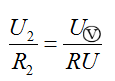 U₂/R₂ = UⓋ/RU